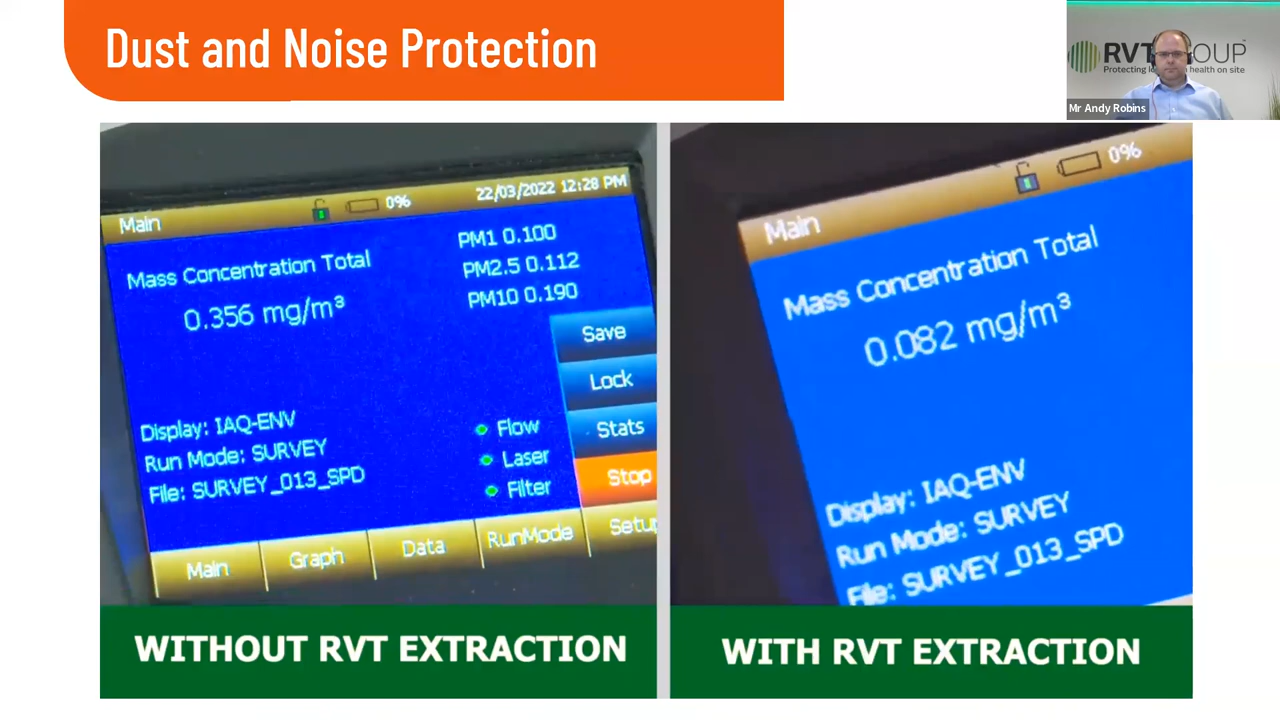 Dust and Noise Protection
RVT GROUP
Mr Andy Robins
Main
0%
22/03/2022 12:28 PM
Mass Concentration Total
0.356 mg/m³
PM1 0.100
PM2.5 0.112
PM10 0.190
Save
Lock
Stats
Stop
Display: IAQ-ENV
Run Mode: SURVEY
File: SURVEY_013_SPD
Flow
Laser
Filter
Main
Graph
Data
RunMode
Setup
WITHOUT RVT EXTRACTION
Main
0%
Mass Concentration Total
0.082 mg/m³
Display: IAQ-ENV
Run Mode: SURVEY
File: SURVEY_013_SPD
WITH RVT EXTRACTION